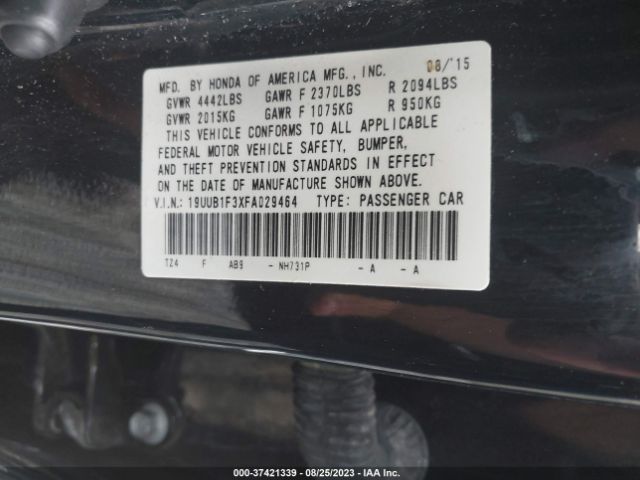 MFD. BY HONDA OF AMERICA MFG., INC. 08/'15
GVWR 4442LBS GAWR F 2370LBS R 2094LBS
GVWR 2015KG GAWR F 1075KG R 950KG
THIS VEHICLE CONFORMS TO ALL APPLICABLE
FEDERAL MOTOR VEHICLE SAFETY, BUMPER,
AND THEFT PREVENTION STANDARDS IN EFFECT
ON THE DATE OF MANUFACTURE SHOWN ABOVE.
V.I.N.: 19UUB1F3XFA029464 TYPE: PASSENGER CAR
TZ4 F AB9 - NH731P - A - A
000-37421339 - 08/25/2023 - IAA Inc.